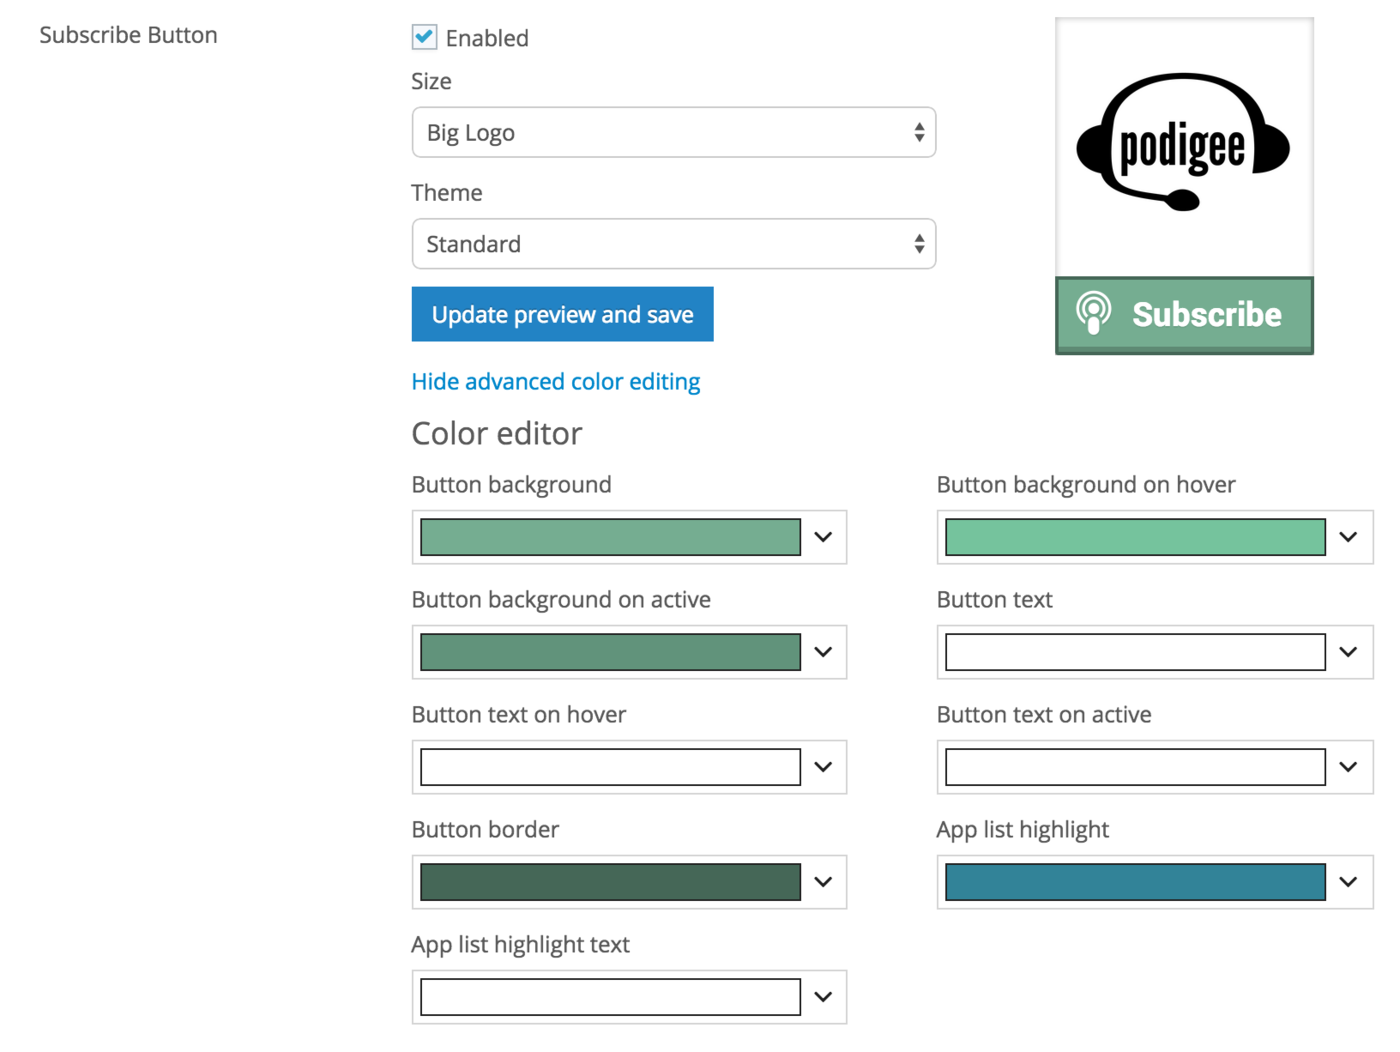 Subscribe Button
Enabled
Size
Big Logo
Theme
Standard
Update preview and save
Hide advanced color editing
podigee
Subscribe
Color editor
Button background
Button background on hover
Button background on active
Button text
Button text on hover
Button text on active
Button border
App list highlight
App list highlight text